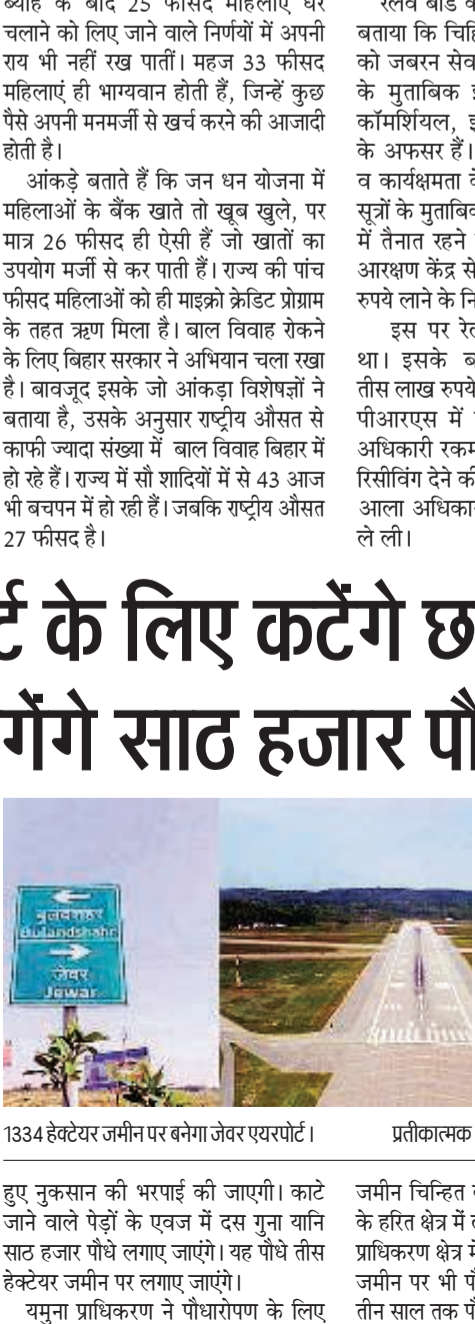 ब्याह के बाद 25 फीसद महिलाएं घर
चलाने को लिए जाने वाले निर्णयों में अपनी
राय भी नहीं रख पातीं। महज 33 फीसद
महिलाएं ही भाग्यवान होती हैं, जिन्हें कुछ
पैसे अपनी मनमर्जी से खर्च करने की आजादी
होती है।
आंकड़े बताते हैं कि जन धन योजना में
महिलाओं के बैंक खाते तो खूब खुले, पर
मात्र 26 फीसद ही ऐसी हैं जो खातों का
उपयोग मर्जी से कर पाती हैं। राज्य की पांच
फीसद महिलाओं को ही माइक्रो क्रेडिट प्रोग्राम
के तहत ऋण मिला है। बाल विवाह रोकने
के लिए बिहार सरकार ने अभियान चला रखा
है। बावजूद इसके जो आंकड़ा विशेषज्ञों ने
बताया है, उसके अनुसार राष्ट्रीय औसत से
काफी ज्यादा संख्या में बाल विवाह बिहार में
हो रहे हैं। राज्य में सौ शादियों में से 43 आज
भी बचपन में हो रही हैं। जबकि राष्ट्रीय औसत
27 फीसद है।
रेलवे बोर्ड
बताया कि
को जबरन
के मुताबिक
कॉमर्शियल,
के अफसर हैं।
व कार्यक्षमता
सूत्रों के मुताबिक
में तैनात रहने
आरक्षण केंद्र से
रुपये लाने के
इस पर
था। इसके
तीस लाख रुपये
पीआरएस में
अधिकारी रकम
रिसीविंग देने की
आला
ले ली।
के लिए कटेंगे
साठ हजार
बुलंदशहर
Bulandshahr
जेवर
Jewar
1334 हेक्टेयर जमीन पर बनेगा जेवर एयरपोर्ट।
प्रतीकात्मक
हुए नुकसान की भरपाई की जाएगी। काटे
जाने वाले पेड़ों के एवज में दस गुना यानि
साठ हजार पौधे लगाए जाएंगे। यह पौधे तीस
हेक्टेयर जमीन पर लगाए जाएंगे।
यमुना प्राधिकरण ने पौधारोपण के लिए
जमीन चिन्हित
के हरित क्षेत्र में
प्राधिकरण क्षेत्र
जमीन पर भी
तीन साल तक